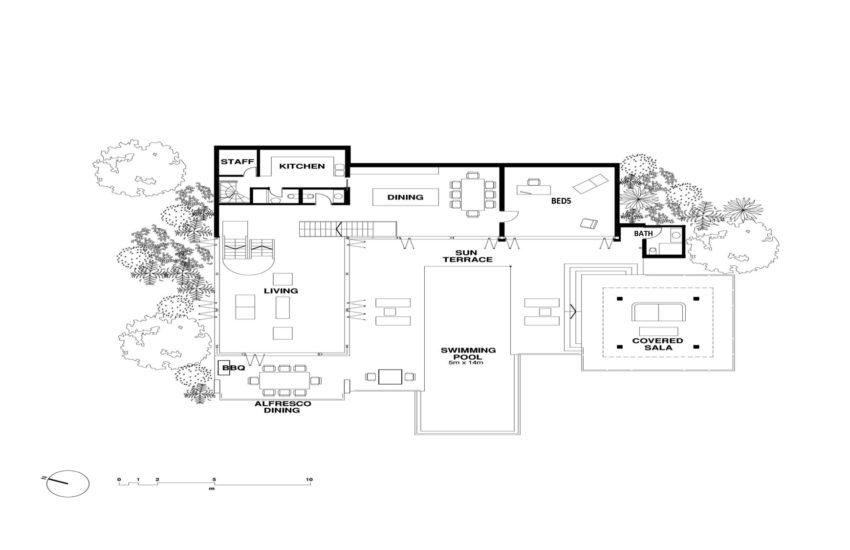 STAFF
KITCHEN
DINING
BED5
BATH
SUN
TERRACE
LIVING
COVERED
SALA
SWIMMING
POOL
5m x 14m
BBQ
ALFRESCO
DINING
N
0 1 2 5 10
m